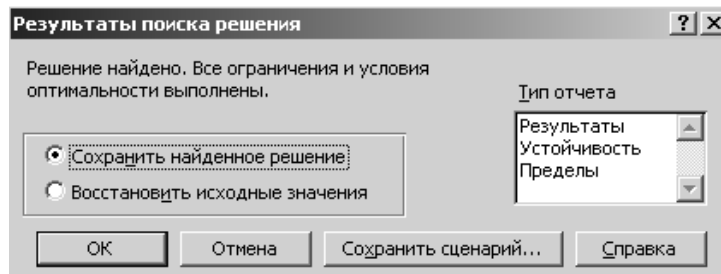 Результаты поиска решения
Решение найдено. Все ограничения и условия
оптимальности выполнены.
Тип отчета
Результаты
Устойчивость
Пределы
Сохранить найденное решение
Восстановить исходные значения
ОК
Отмена
Сохранить сценарий...
Справка